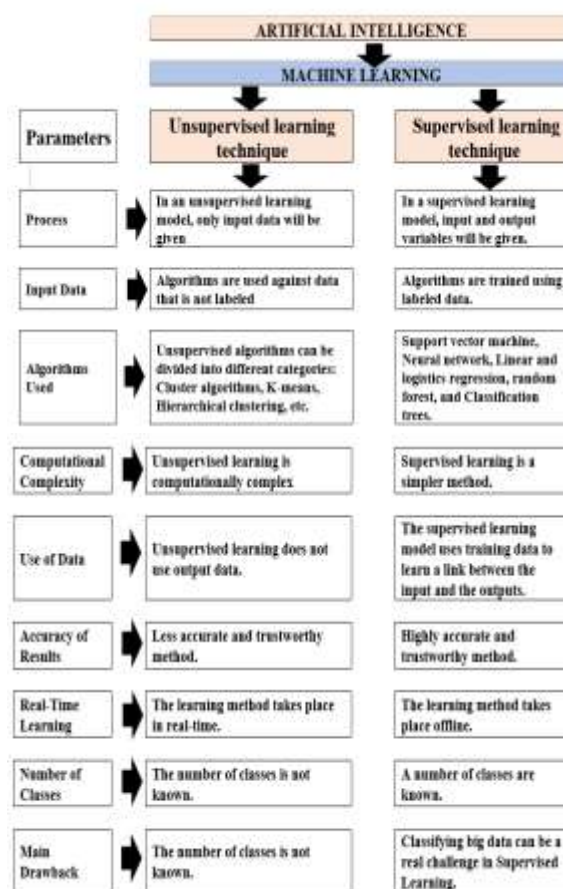 ARTIFICIAL INTELLIGENCE
MACHINE LEARNING
Parameters
Unsupervised learning
technique
Supervised learning
technique
Process
In an unsupervised learning
model, only input data will be
given
In a supervised learning
model, input and output
variables will be given.
Input Data
Algorithms are used against data
that is not labeled
Algorithms are trained using
labeled data.
Algorithms
Used
Unsupervised algorithms can be
divided into different categories:
Cluster algorithms, K-means,
Hierarchical clustering, etc.
Support vector machine,
Neural network, Linear and
logistics regression, random
forest, and Classification
trees.
Computational
Complexity
Unsupervised learning is
computationally complex
Supervised learning is a
simpler method.
Use of Data
Unsupervised learning does not
use output data.
The supervised learning
model uses training data to
learn a link between the
input and the outputs.
Accuracy of
Results
Less accurate and trustworthy
method.
Highly accurate and
trustworthy method.
Real-Time
Learning
The learning method takes place
in real-time.
The learning method takes
place offline.
Number of
Classes
The number of classes is not
known.
A number of classes are
known.
Main
Drawback
The number of classes is not
known.
Classifying big data can be a
real challenge in Supervised
Learning.